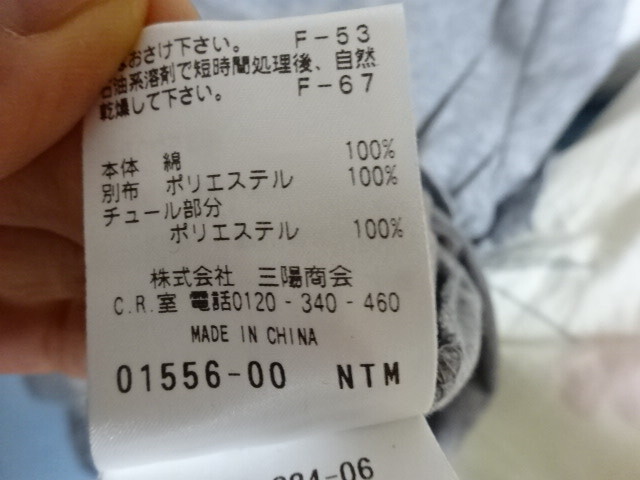 おさけ下さい。 F-53
石油系溶剤で短時間処理後、自然
乾燥して下さい。 F-67
本体 綿 100%
別布 ポリエステル 100%
チュール部分
ポリエステル 100%
株式会社 三陽商会
C.R.室 電話0120-340-460
MADE IN CHINA
01556-00 NTM
04-06